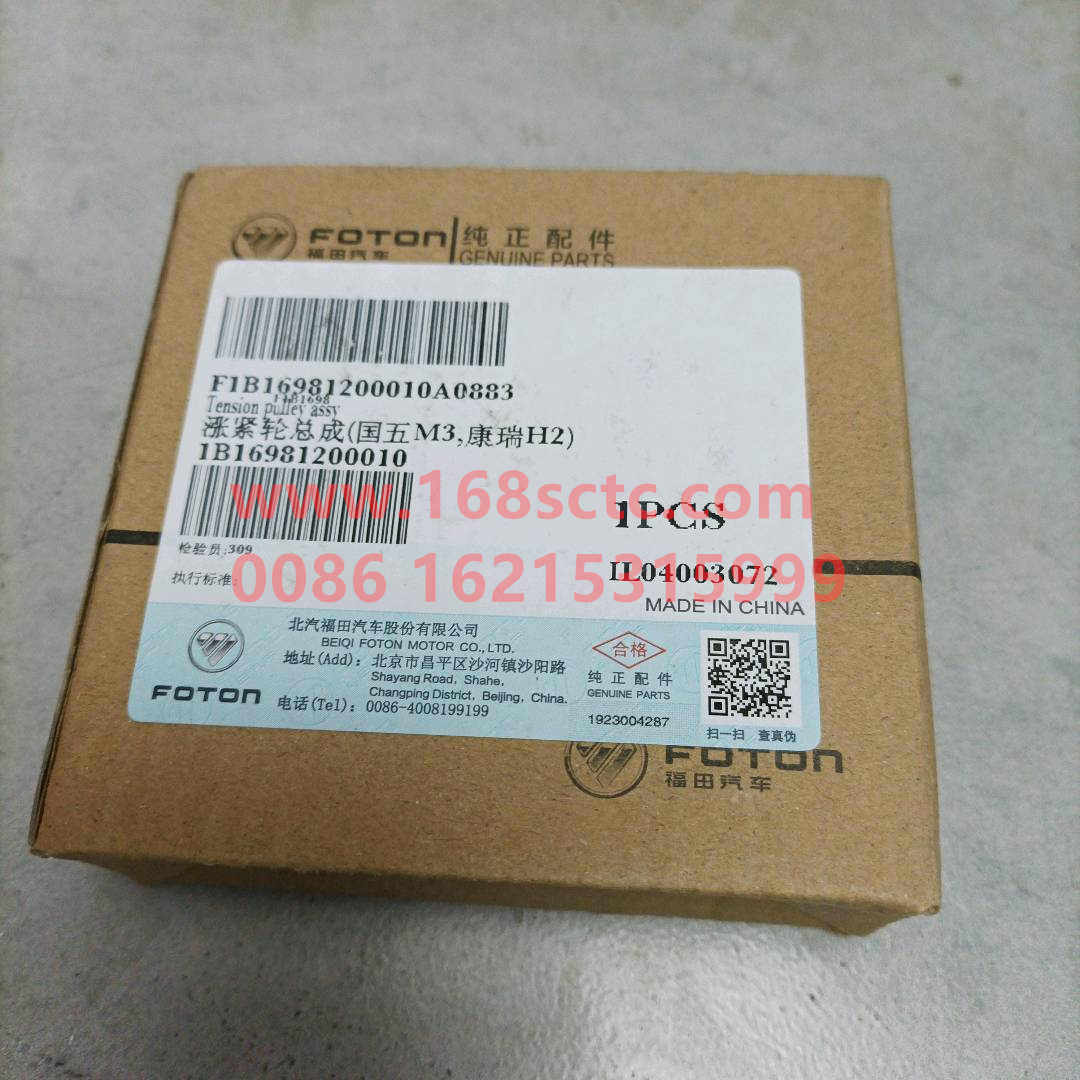 FOTON 纯正配件
福田汽车 GENUINE PARTS
F1B16981200010A0883
F1B1698
Tension pulley assy
涨紧轮总成(国五M3,康瑞H2)
1B16981200010
www.168sctc.com
1PCS
检验员:309
0086 16215315999
IL04003072
执行标准:
MADE IN CHINA
北汽福田汽车股份有限公司
BEIQI FOTON MOTOR CO., LTD.
地址(Add): 北京市昌平区沙河镇沙阳路
Shayang Road, Shahe,
Changping District, Beijing, China.
电话(Tel): 0086-4008199199
FOTON
合格
纯正配件
GENUINE PARTS
1923004287
扫一扫 查真伪
FOTON
福田汽车